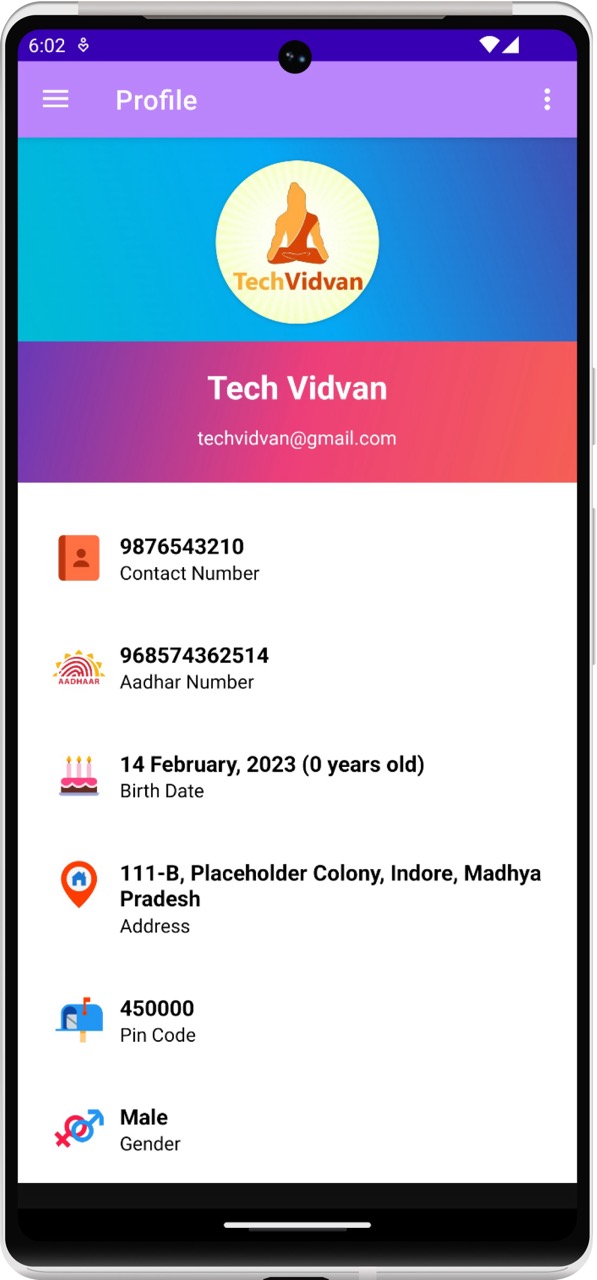 6:02
Profile
TechVidvan
Tech Vidvan
techvidvan@gmail.com
9876543210
Contact Number
AADHAAR
968574362514
Aadhar Number
14 February, 2023 (0 years old)
Birth Date
111-B, Placeholder Colony, Indore, Madhya
Pradesh
Address
450000
Pin Code
Male
Gender